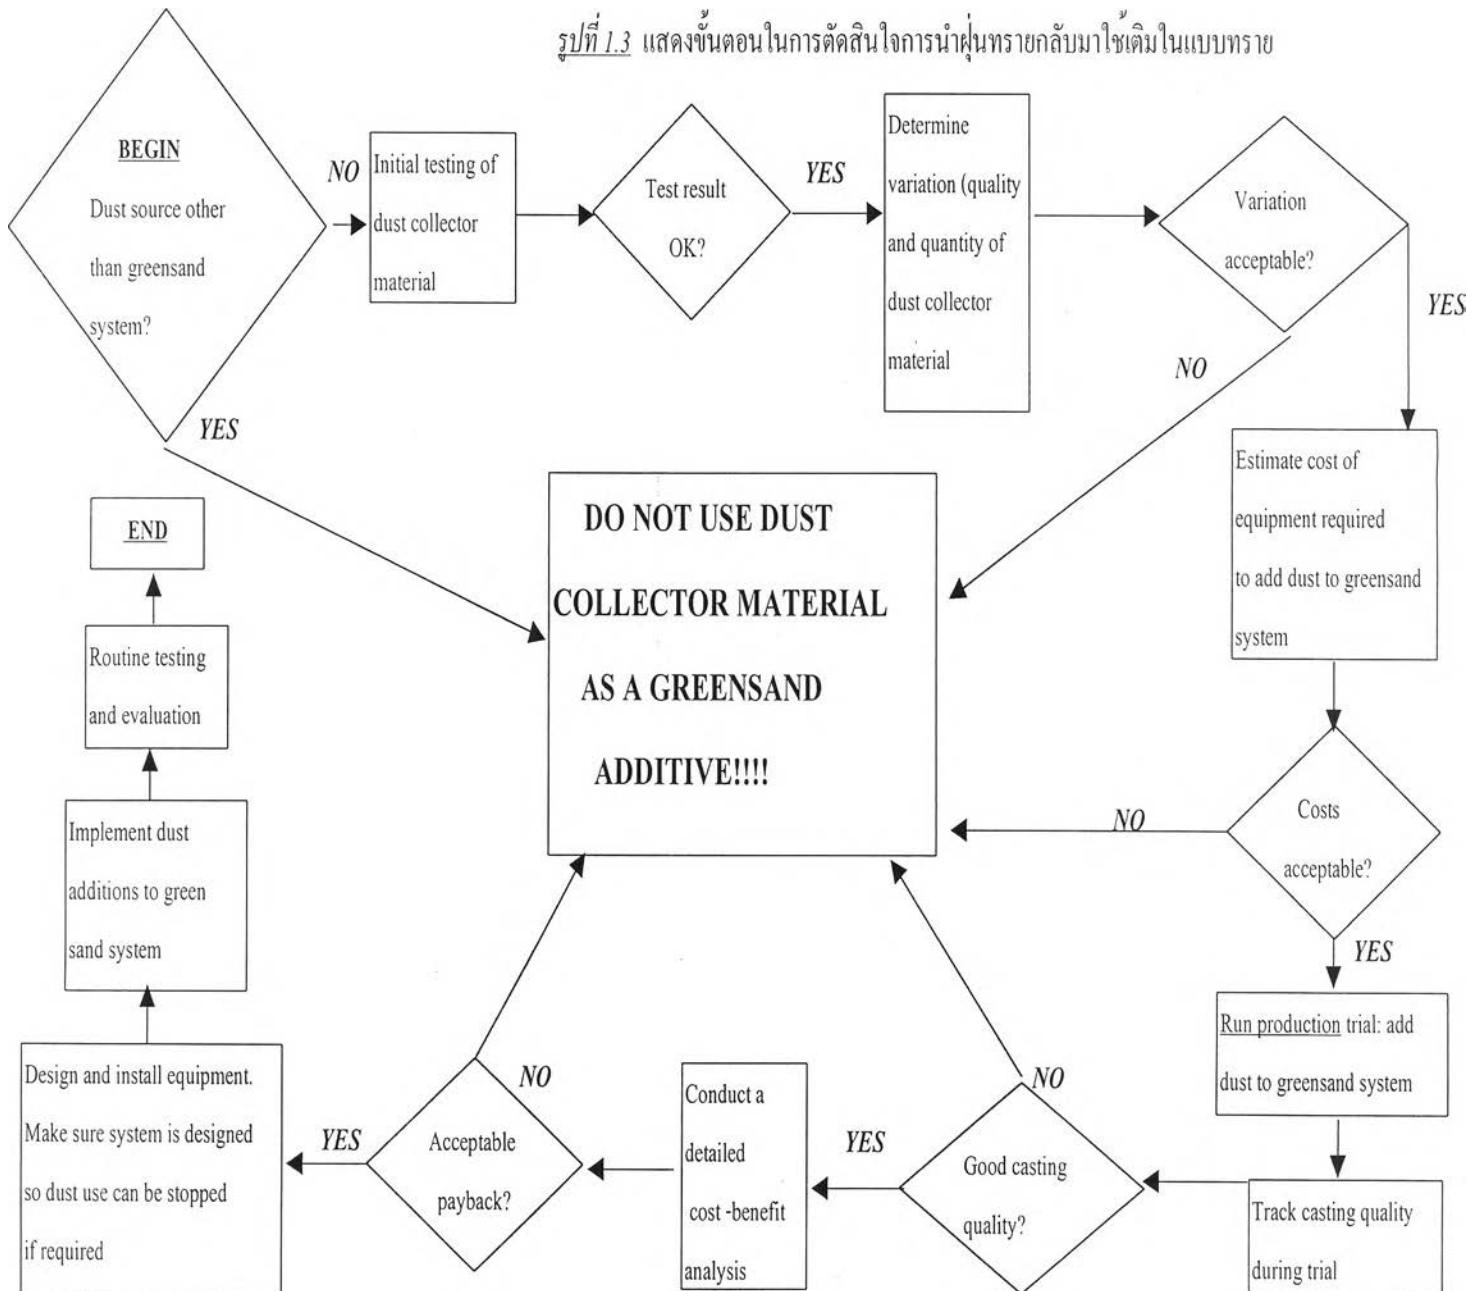 รูปที่ 1.3 แสดงขั้นตอนในการตัดสินใจการนำฝุ่นทรายกลับมาใช้เติมในแบบทราย
BEGIN
Dust source other
than greensand
system?
NO
YES
Initial testing of
dust collector
material
Test result
OK?
YES
Determine
variation (quality
and quantity of
dust collector
material
Variation
acceptable?
YES
NO
Estimate cost of
equipment required
to add dust to greensand
system
Costs
acceptable?
NO
YES
Run production trial: add
dust to greensand system
Track casting quality
during trial
Good casting
quality?
NO
YES
Conduct a
detailed
cost -benefit
analysis
Acceptable
payback?
NO
YES
Design and install equipment.
Make sure system is designed
so dust use can be stopped
if required
Implement dust
additions to green
sand system
Routine testing
and evaluation
END
DO NOT USE DUST
COLLECTOR MATERIAL
AS A GREENSAND
ADDITIVE!!!!